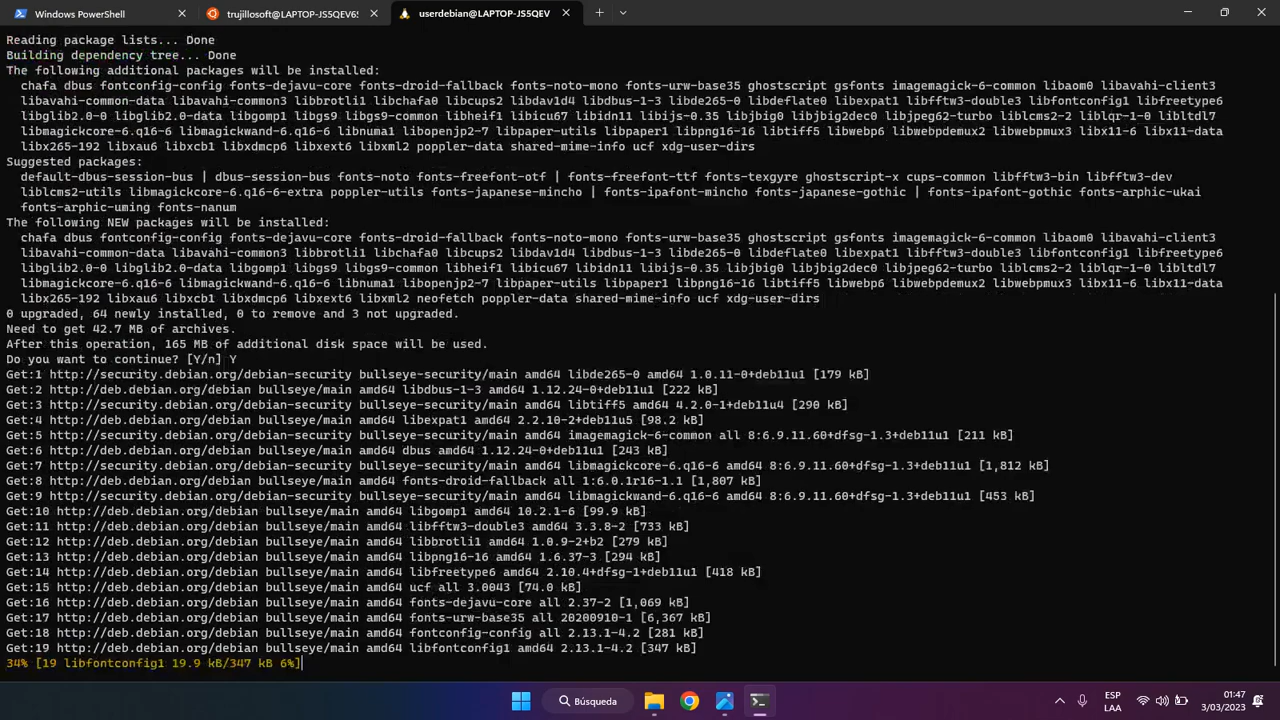 Windows PowerShell
trujillosoft@LAPTOP-JS5QEV6S
userdebian@LAPTOP-JS5QEV
Reading package lists... Done
Building dependency tree... Done
The following additional packages will be installed:
chafa dbus fontconfig-config fonts-dejavu-core fonts-droid-fallback fonts-noto-mono fonts-urw-base35 ghostscript gsfonts imagemagick-6-common libaom0 libavahi-client3
libavahi-common-data libavahi-common3 libbrotli1 libchafa0 libcups2 libdav1d4 libdbus-1-3 libde265-0 libdeflate0 libexpat1 libfftw3-double3 libfontconfig1 libfreetype6
libglib2.0-0 libglib2.0-data libgomp1 libgs9 libgs9-common libheif1 libicu67 libidn11 libijs-0.35 libjbig0 libjbig2dec0 libjpeg62-turbo liblcms2-2 liblqr-1-0 libltdl7
libmagickcore-6.q16-6 libmagickwand-6.q16-6 libnuma1 libopenjp2-7 libpaper-utils libpaper1 libpng16-16 libtiff5 libwebp6 libwebpdemux2 libwebpmux3 libx11-6 libx11-data
libx265-192 libxau6 libxcb1 libxdmcp6 libxext6 libxml2 poppler-data shared-mime-info ucf xdg-user-dirs
Suggested packages:
default-dbus-session-bus | dbus-session-bus fonts-noto fonts-freefont-otf | fonts-freefont-ttf fonts-texgyre ghostscript-x cups-common libfftw3-bin libfftw3-dev
liblcms2-utils libmagickcore-6.q16-6-extra poppler-utils fonts-japanese-mincho | fonts-ipafont-mincho fonts-japanese-gothic | fonts-ipafont-gothic fonts-arphic-ukai
fonts-arphic-uming fonts-nanum
The following NEW packages will be installed:
chafa dbus fontconfig-config fonts-dejavu-core fonts-droid-fallback fonts-noto-mono fonts-urw-base35 ghostscript gsfonts imagemagick-6-common libaom0 libavahi-client3
libavahi-common-data libavahi-common3 libbrotli1 libchafa0 libcups2 libdav1d4 libdbus-1-3 libde265-0 libdeflate0 libexpat1 libfftw3-double3 libfontconfig1 libfreetype6
libglib2.0-0 libglib2.0-data libgomp1 libgs9 libgs9-common libheif1 libicu67 libidn11 libijs-0.35 libjbig0 libjbig2dec0 libjpeg62-turbo liblcms2-2 liblqr-1-0 libltdl7
libmagickcore-6.q16-6 libmagickwand-6.q16-6 libnuma1 libopenjp2-7 libpaper-utils libpaper1 libpng16-16 libtiff5 libwebp6 libwebpdemux2 libwebpmux3 libx11-6 libx11-data
libx265-192 libxau6 libxcb1 libxdmcp6 libxext6 libxml2 neofetch poppler-data shared-mime-info ucf xdg-user-dirs
0 upgraded, 64 newly installed, 0 to remove and 3 not upgraded.
Need to get 42.7 MB of archives.
After this operation, 165 MB of additional disk space will be used.
Do you want to continue? [Y/n] Y
Get:1 http://security.debian.org/debian-security bullseye-security/main amd64 libde265-0 amd64 1.0.11-0+deb11u1 [179 kB]
Get:2 http://deb.debian.org/debian bullseye/main amd64 libdbus-1-3 amd64 1.12.24-0+deb11u1 [222 kB]
Get:3 http://security.debian.org/debian-security bullseye-security/main amd64 libtiff5 amd64 4.2.0-1+deb11u4 [290 kB]
Get:4 http://deb.debian.org/debian bullseye/main amd64 libexpat1 amd64 2.2.10-2+deb11u5 [98.2 kB]
Get:5 http://security.debian.org/debian-security bullseye-security/main amd64 imagemagick-6-common all 8:6.9.11.60+dfsg-1.3+deb11u1 [211 kB]
Get:6 http://deb.debian.org/debian bullseye/main amd64 dbus amd64 1.12.24-0+deb11u1 [243 kB]
Get:7 http://security.debian.org/debian-security bullseye-security/main amd64 libmagickcore-6.q16-6 amd64 8:6.9.11.60+dfsg-1.3+deb11u1 [1,812 kB]
Get:8 http://deb.debian.org/debian bullseye/main amd64 fonts-droid-fallback all 1:6.0.1r16-1.1 [1,807 kB]
Get:9 http://security.debian.org/debian-security bullseye-security/main amd64 libmagickwand-6.q16-6 amd64 8:6.9.11.60+dfsg-1.3+deb11u1 [453 kB]
Get:10 http://deb.debian.org/debian bullseye/main amd64 libgomp1 amd64 10.2.1-6 [99.9 kB]
Get:11 http://deb.debian.org/debian bullseye/main amd64 libfftw3-double3 amd64 3.3.8-2 [733 kB]
Get:12 http://deb.debian.org/debian bullseye/main amd64 libbrotli1 amd64 1.0.9-2+b2 [279 kB]
Get:13 http://deb.debian.org/debian bullseye/main amd64 libpng16-16 amd64 1.6.37-3 [294 kB]
Get:14 http://deb.debian.org/debian bullseye/main amd64 libfreetype6 amd64 2.10.4+dfsg-1+deb11u1 [418 kB]
Get:15 http://deb.debian.org/debian bullseye/main amd64 ucf all 3.0043 [74.0 kB]
Get:16 http://deb.debian.org/debian bullseye/main amd64 fonts-dejavu-core all 2.37-2 [1,069 kB]
Get:17 http://deb.debian.org/debian bullseye/main amd64 fonts-urw-base35 all 20200910-1 [6,367 kB]
Get:18 http://deb.debian.org/debian bullseye/main amd64 fontconfig-config all 2.13.1-4.2 [281 kB]
Get:19 http://deb.debian.org/debian bullseye/main amd64 libfontconfig1 amd64 2.13.1-4.2 [347 kB]
34% [19 libfontconfig1 19.9 kB/347 kB 6%]
Búsqueda
ESP
LAA
01:47
3/03/2023